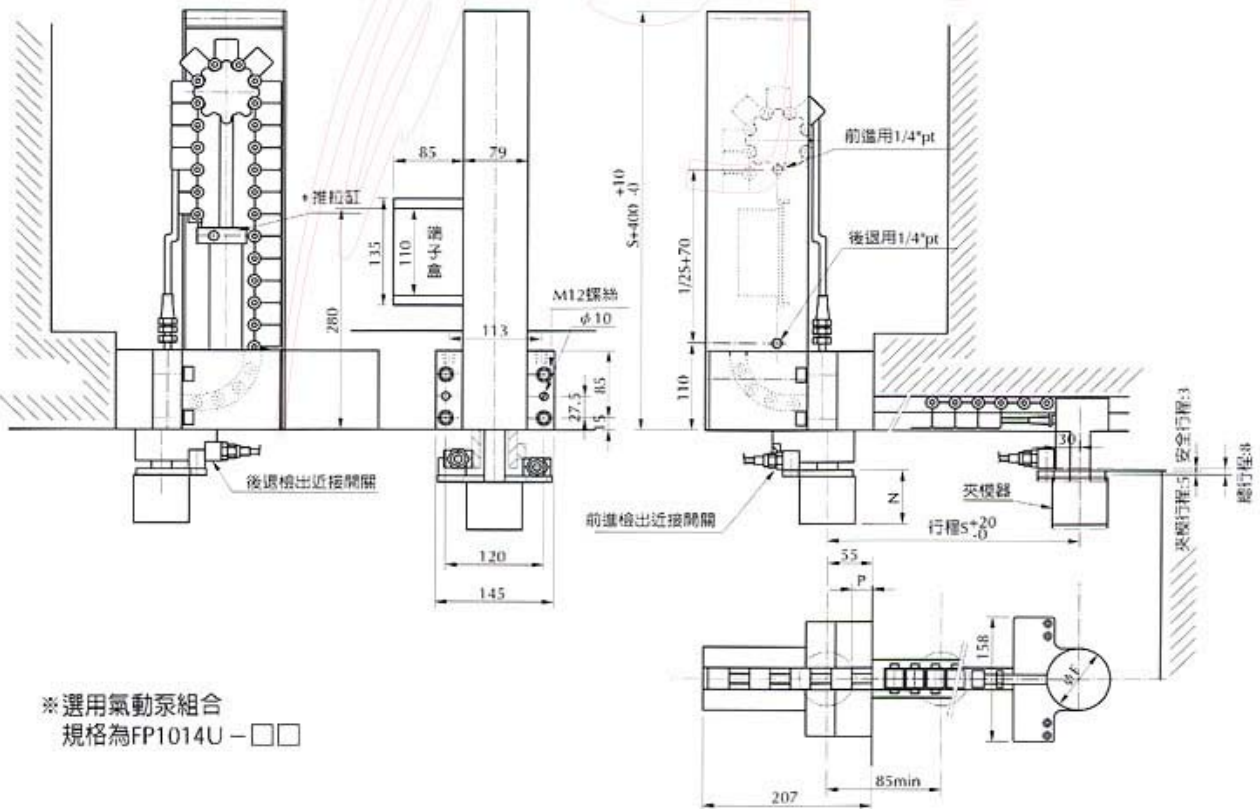 *推拉缸
後退檢出近接開關
85
79
135
110
端子盒
280
M12螺絲
ϕ10
113
85
27.5
15
120
145
S+400 +10 -0
前進用1/4"pt
後退用1/4"pt
1/2S+70
110
前進檢出近接開關
N
30
夾模器
行程S+20 -0
安全行程:3
夾模行程:5
總行程:8
55
P
158
ϕE
85min
207
※選用氣動泵組合
規格為FP1014U－□□